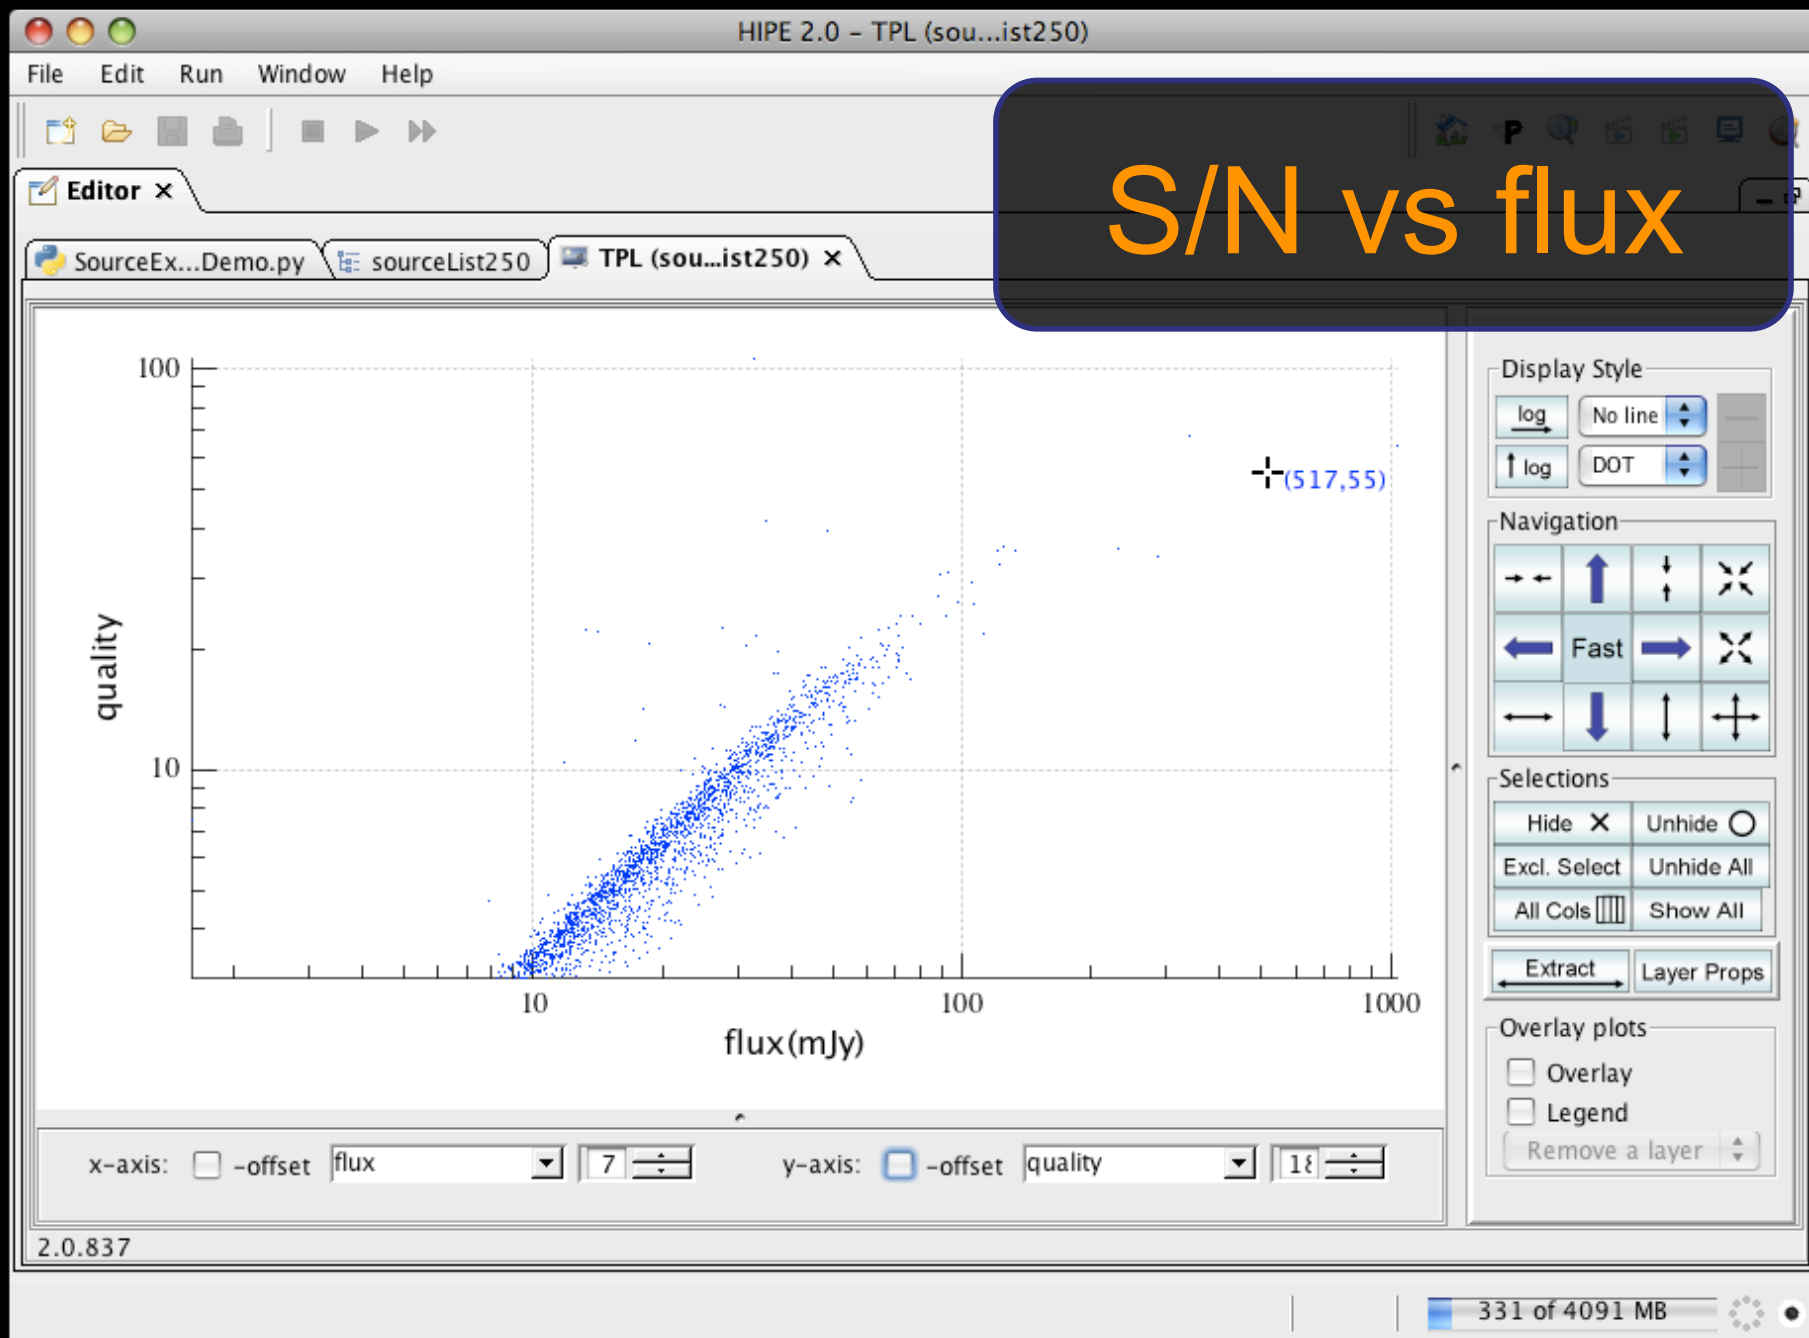 HIPE 2.0 – TPL (sou...ist250)
File Edit Run Window Help
P
S/N vs flux
Editor ×
SourceEx...Demo.py sourceList250 TPL (sou...ist250) ×
100
10
quality
(517,55)
10 100 1000
flux(mJy)
Display Style
log No line
log DOT
Navigation
Fast
Selections
Hide Unhide
Excl. Select Unhide All
All Cols Show All
Extract Layer Props
Overlay plots
Overlay
Legend
Remove a layer
x-axis: -offset flux 7 y-axis: -offset quality 18
2.0.837
331 of 4091 MB